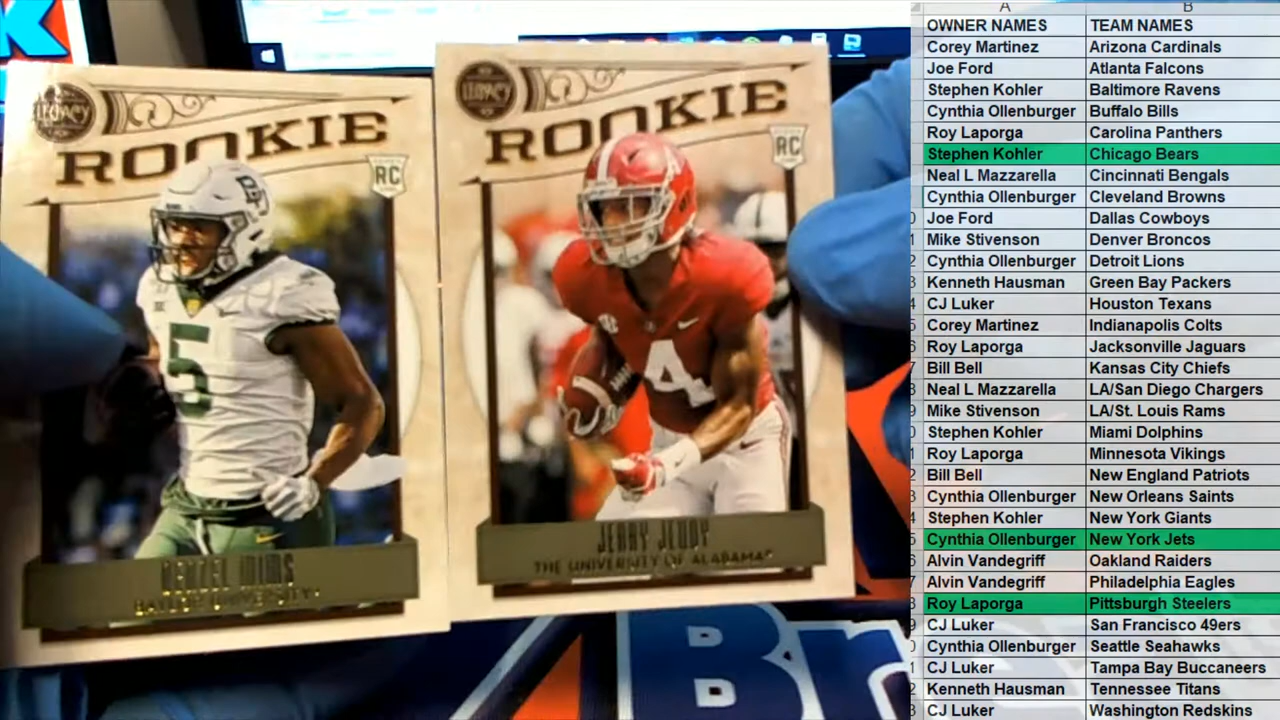 K
LEGACY
ROOKIE
RC
5
DENZEL MIMS
BAYLOR UNIVERSITY
LEGACY
ROOKIE
RC
4
JERRY JEUDY
THE UNIVERSITY OF ALABAMA
Br
A B
OWNER NAMES TEAM NAMES
Corey Martinez Arizona Cardinals
Joe Ford Atlanta Falcons
Stephen Kohler Baltimore Ravens
Cynthia Ollenburger Buffalo Bills
Roy Laporga Carolina Panthers
Stephen Kohler Chicago Bears
Neal L Mazzarella Cincinnati Bengals
Cynthia Ollenburger Cleveland Browns
Joe Ford Dallas Cowboys
Mike Stivenson Denver Broncos
Cynthia Ollenburger Detroit Lions
Kenneth Hausman Green Bay Packers
CJ Luker Houston Texans
Corey Martinez Indianapolis Colts
Roy Laporga Jacksonville Jaguars
Bill Bell Kansas City Chiefs
Neal L Mazzarella LA/San Diego Chargers
Mike Stivenson LA/St. Louis Rams
Stephen Kohler Miami Dolphins
Roy Laporga Minnesota Vikings
Bill Bell New England Patriots
Cynthia Ollenburger New Orleans Saints
Stephen Kohler New York Giants
Cynthia Ollenburger New York Jets
Alvin Vandegriff Oakland Raiders
Alvin Vandegriff Philadelphia Eagles
Roy Laporga Pittsburgh Steelers
CJ Luker San Francisco 49ers
Cynthia Ollenburger Seattle Seahawks
CJ Luker Tampa Bay Buccaneers
Kenneth Hausman Tennessee Titans
CJ Luker Washington Redskins